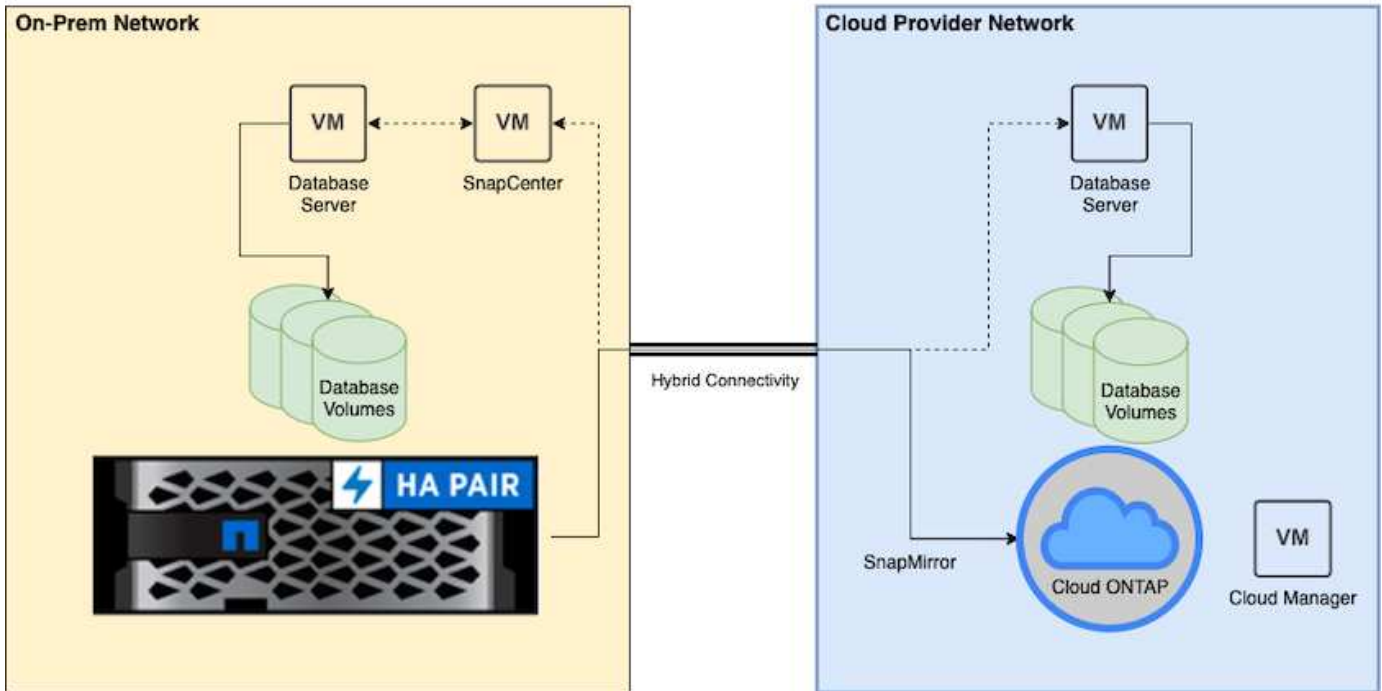 On-Prem Network
VM
Database
Server
VM
SnapCenter
Database
Volumes
HA PAIR
Hybrid Connectivity
Cloud Provider Network
VM
Database
Server
Database
Volumes
SnapMirror
Cloud ONTAP
VM
Cloud Manager